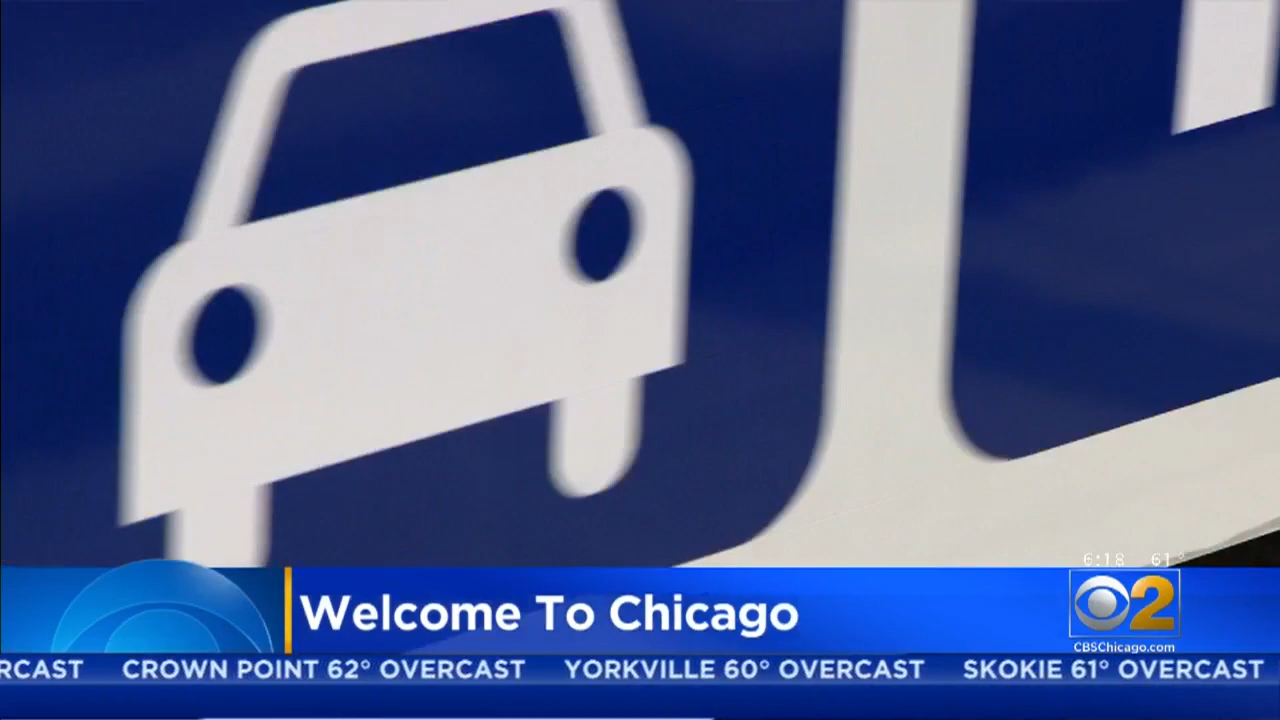 6:18 61°
Welcome To Chicago
2
CBSChicago.com
RCAST CROWN POINT 62° OVERCAST YORKVILLE 60° OVERCAST SKOKIE 61° OVERCAST